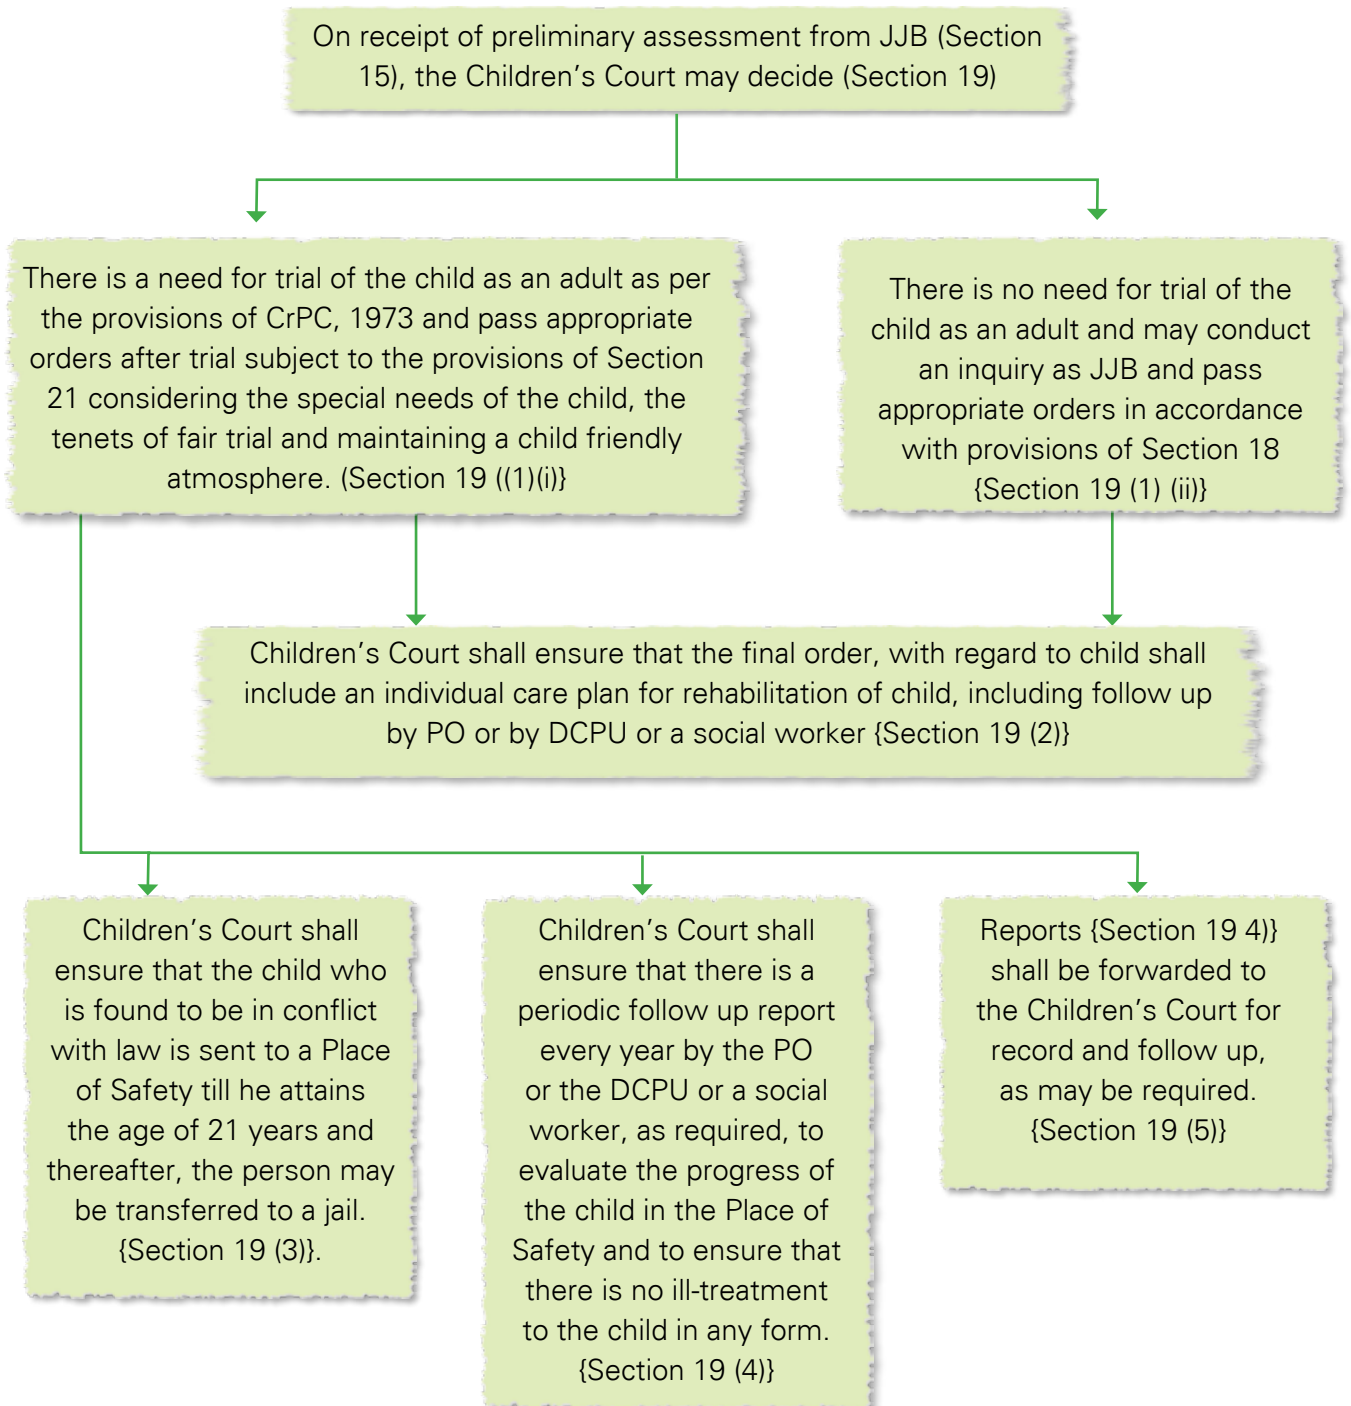 On receipt of preliminary assessment from JJB (Section
15), the Children’s Court may decide (Section 19)
There is a need for trial of the child as an adult as per
the provisions of CrPC, 1973 and pass appropriate
orders after trial subject to the provisions of Section
21 considering the special needs of the child, the
tenets of fair trial and maintaining a child friendly
atmosphere. (Section 19 ((1)(i)}
There is no need for trial of the
child as an adult and may conduct
an inquiry as JJB and pass
appropriate orders in accordance
with provisions of Section 18
{Section 19 (1) (ii)}
Children’s Court shall ensure that the final order, with regard to child shall
include an individual care plan for rehabilitation of child, including follow up
by PO or by DCPU or a social worker {Section 19 (2)}
Children’s Court shall
ensure that the child who
is found to be in conflict
with law is sent to a Place
of Safety till he attains
the age of 21 years and
thereafter, the person may
be transferred to a jail.
{Section 19 (3)}.
Children’s Court shall
ensure that there is a
periodic follow up report
every year by the PO
or the DCPU or a social
worker, as required, to
evaluate the progress of
the child in the Place of
Safety and to ensure that
there is no ill-treatment
to the child in any form.
{Section 19 (4)}
Reports {Section 19 4)}
shall be forwarded to
the Children’s Court for
record and follow up,
as may be required.
{Section 19 (5)}